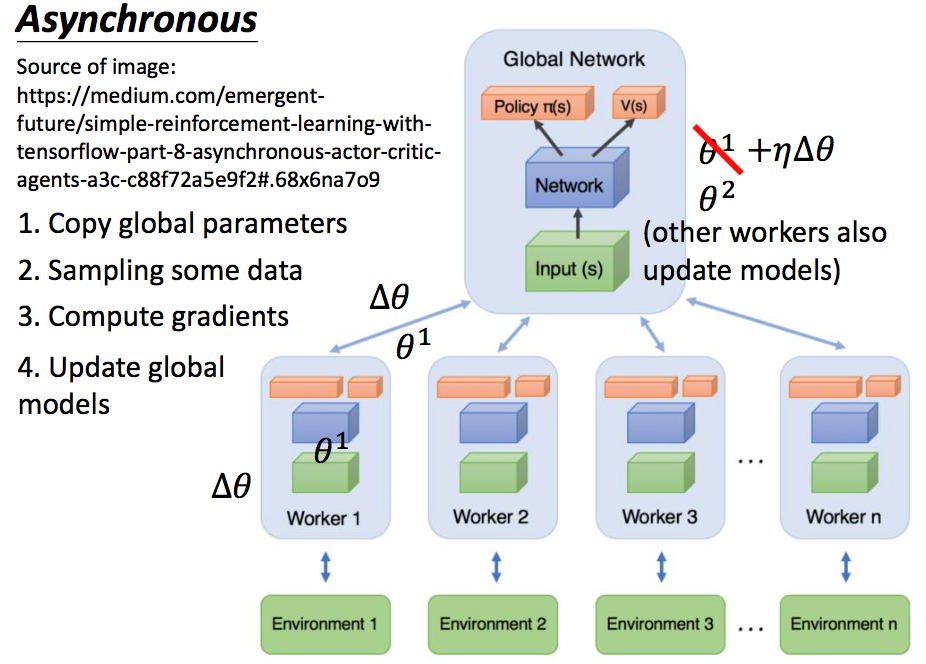 Asynchronous
Source of image:
https://medium.com/emergent-
future/simple-reinforcement-learning-with-
tensorflow-part-8-asynchronous-actor-critic-
agents-a3c-c88f72a5e9f2#.68x6na7o9
1. Copy global parameters
2. Sampling some data
3. Compute gradients
4. Update global
models
Global Network
Policy π(s)
V(s)
Network
Input (s)
θ¹ +ηΔθ
θ²
(other workers also
update models)
Δθ
θ¹
θ¹
Δθ
Worker 1
Worker 2
Worker 3
...
Worker n
Environment 1
Environment 2
Environment 3
...
Environment n